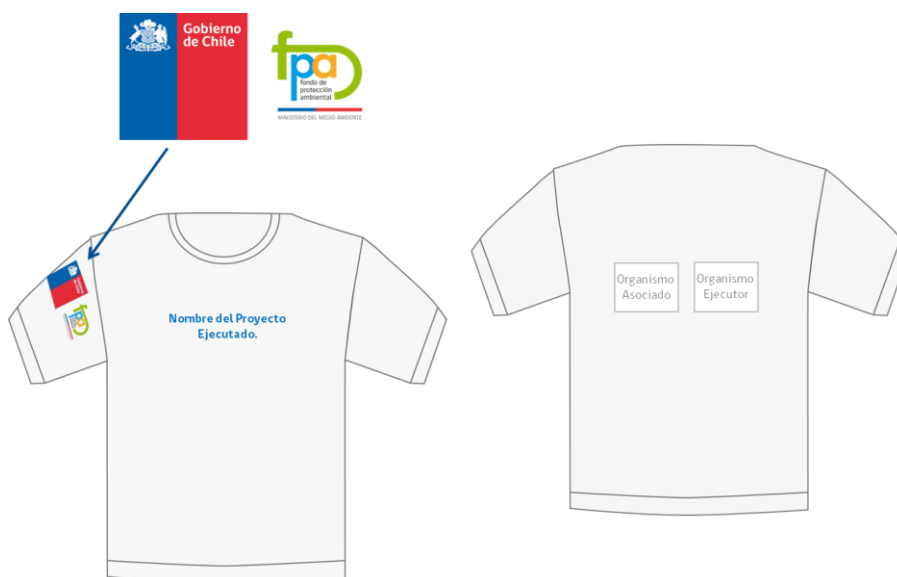 Gobierno
de Chile
fpa
fondo de
protección
ambiental
MINISTERIO DEL MEDIO AMBIENTE
Nombre del Proyecto
Ejecutado.
Organismo
Asociado
Organismo
Ejecutor